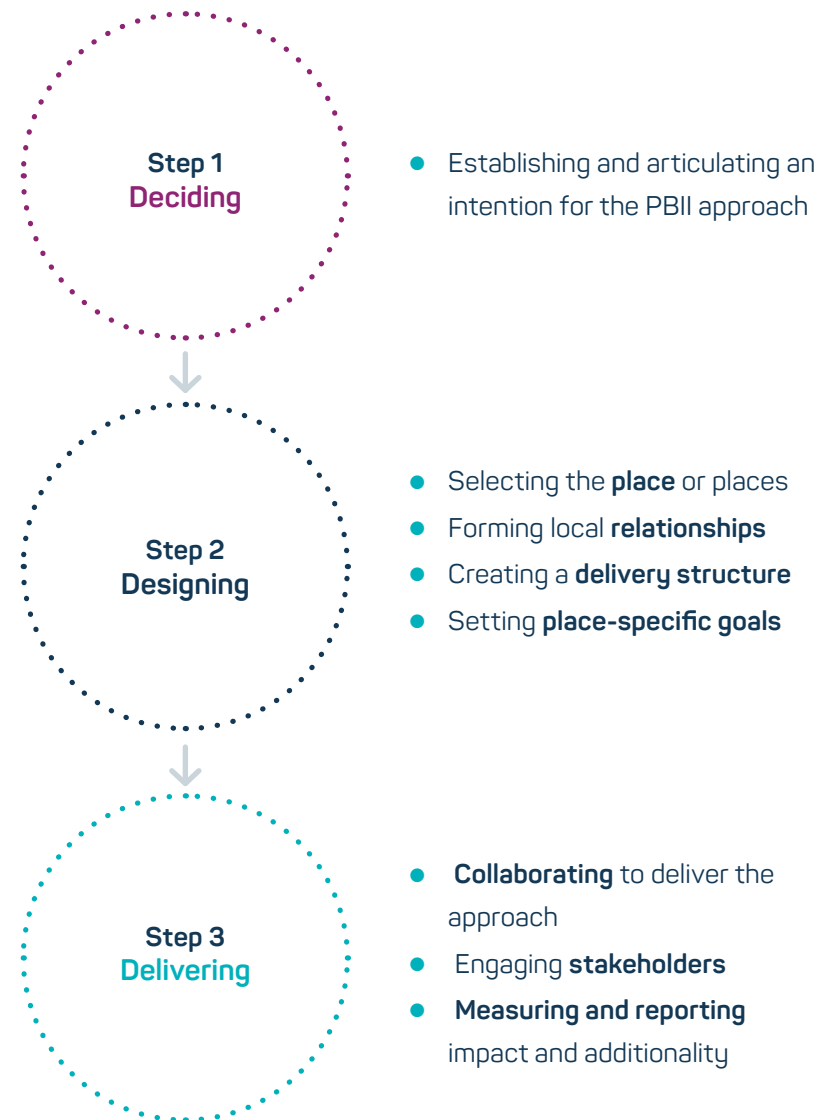 Step 1
Deciding
Establishing and articulating an
intention for the PBII approach
Step 2
Designing
Selecting the place or places
Forming local relationships
Creating a delivery structure
Setting place-specific goals
Step 3
Delivering
Collaborating to deliver the
approach
Engaging stakeholders
Measuring and reporting
impact and additionality